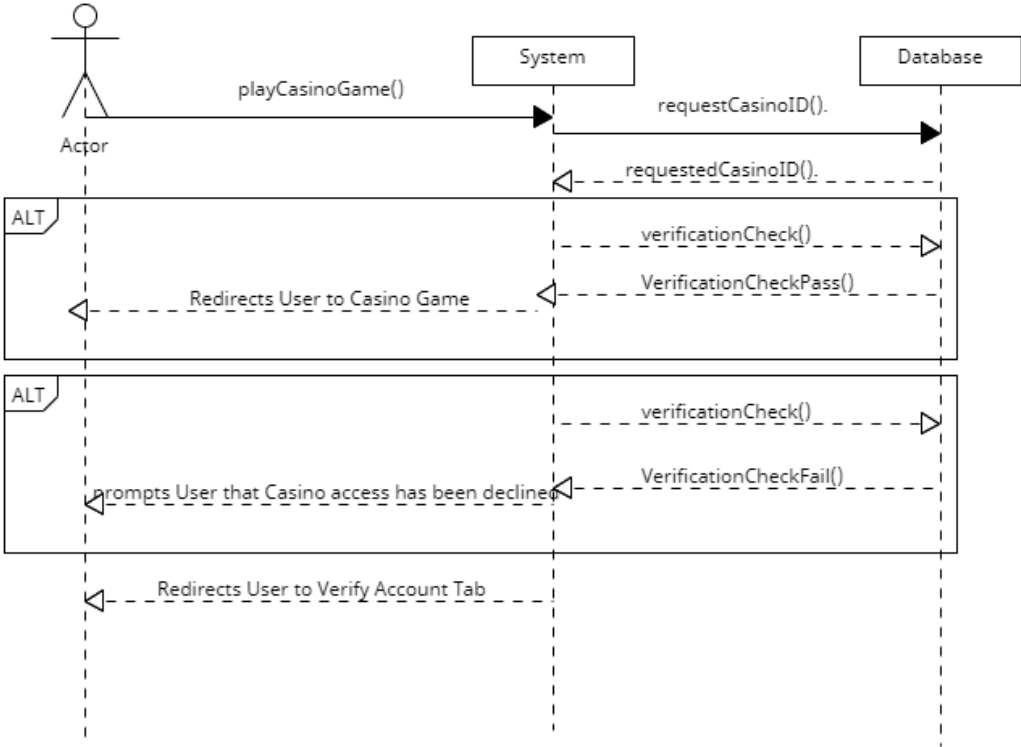 System
Database
playCasinoGame()
requestCasinoID().
Actor
requestedCasinoID().
ALT
verificationCheck()
VerificationCheckPass()
Redirects User to Casino Game
ALT
verificationCheck()
VerificationCheckFail()
prompts User that Casino access has been declined
Redirects User to Verify Account Tab